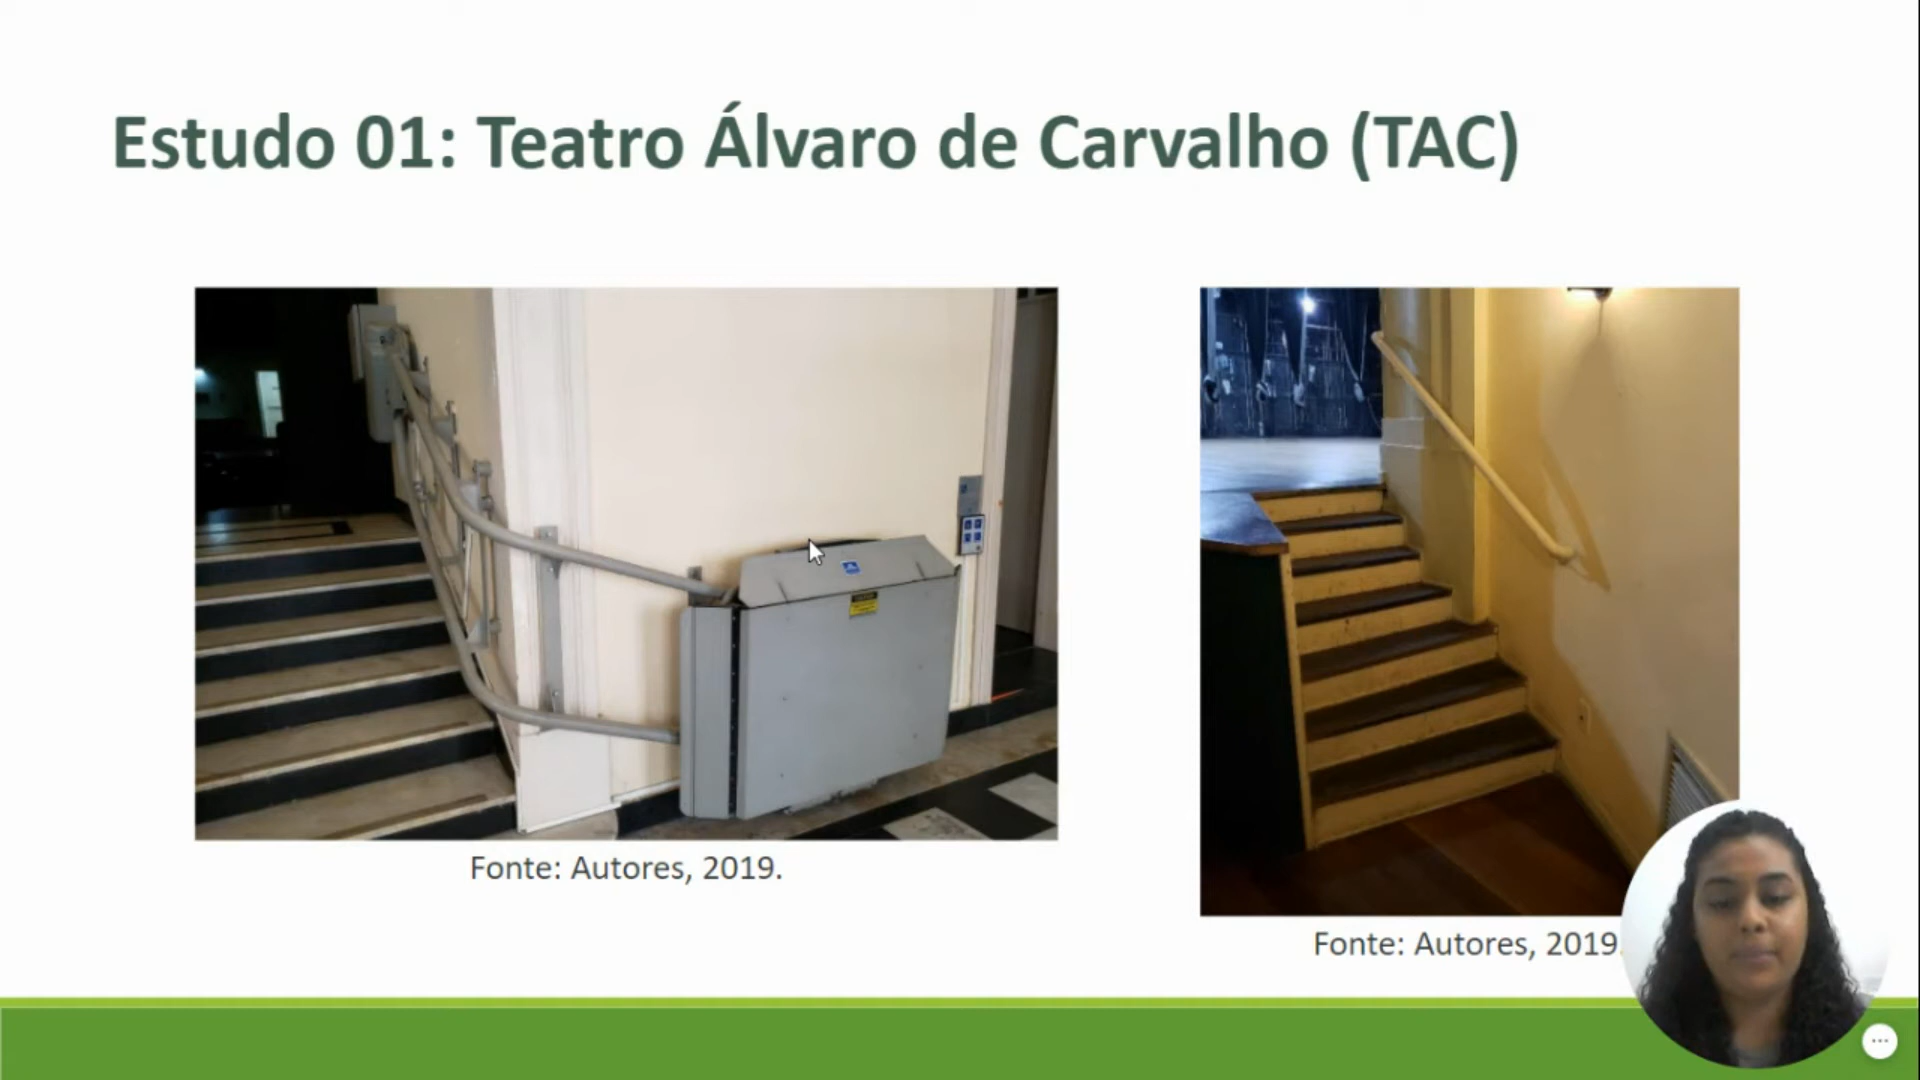 Estudo 01: Teatro Álvaro de Carvalho (TAC)
Fonte: Autores, 2019.
Fonte: Autores, 2019.